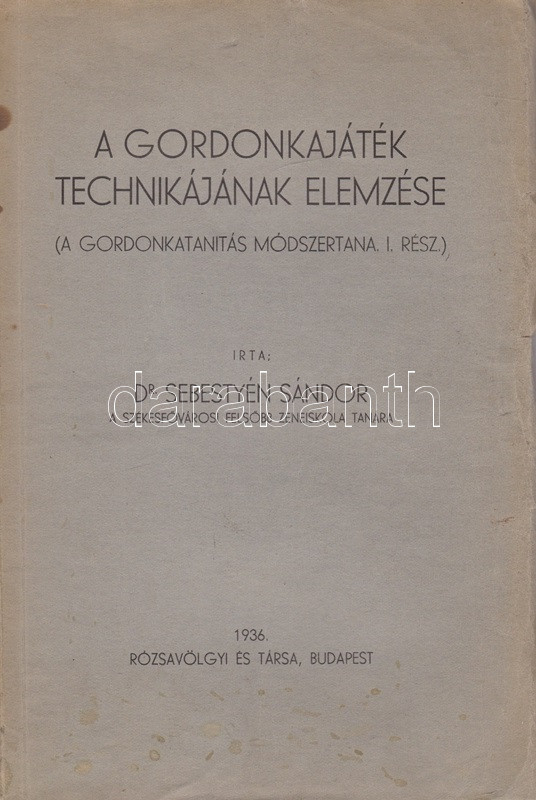 A GORDONKAJÁTÉK
TECHNIKÁJÁNAK ELEMZÉSE
(A GORDONKATANITÁS MÓDSZERTANA. I. RÉSZ.)
IRTA:
DR SEBESTYÉN SÁNDOR
A SZÉKESFŐVÁROSI FELSŐBB ZENEISKOLA TANÁRA
darabanth
1936.
RÓZSAVÖLGYI ÉS TÁRSA, BUDAPEST